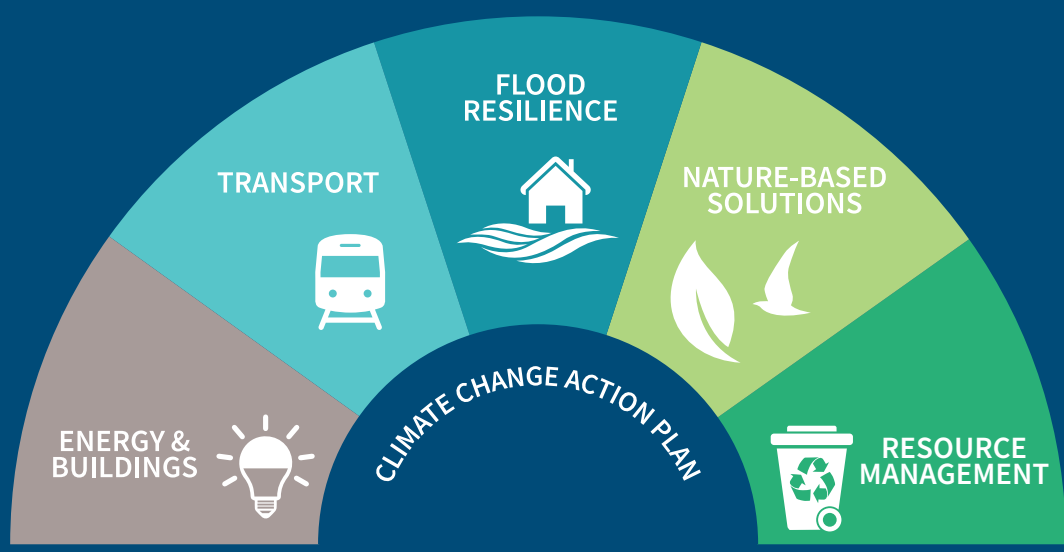 FLOOD
RESILIENCE
TRANSPORT
NATURE-BASED
SOLUTIONS
ENERGY &
BUILDINGS
CLIMATE CHANGE ACTION PLAN
RESOURCE
MANAGEMENT